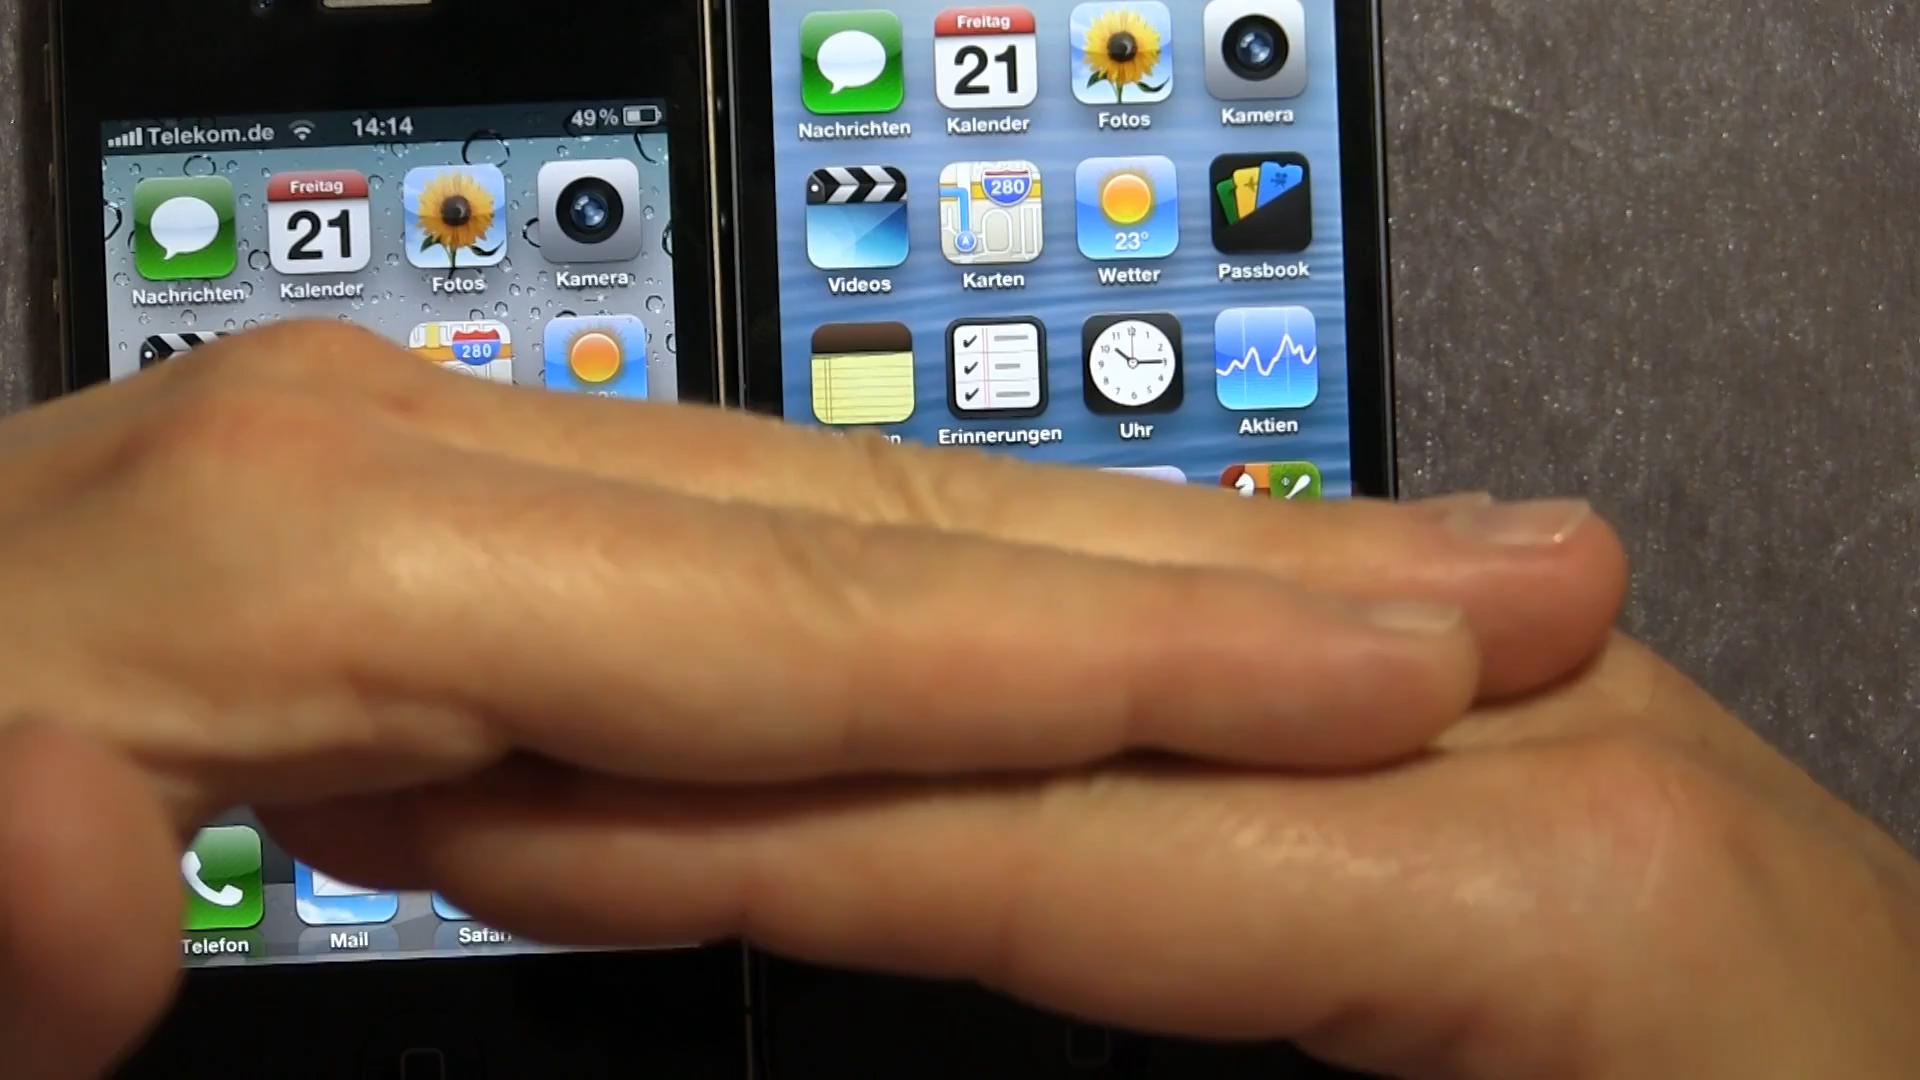 Telekom.de 14:14 49%
Freitag
21
Nachrichten Kalender Fotos Kamera
280
Telefon Mail Safari
Freitag
21
Nachrichten Kalender Fotos Kamera
280
23°
Videos Karten Wetter Passbook
Erinnerungen Uhr Aktien